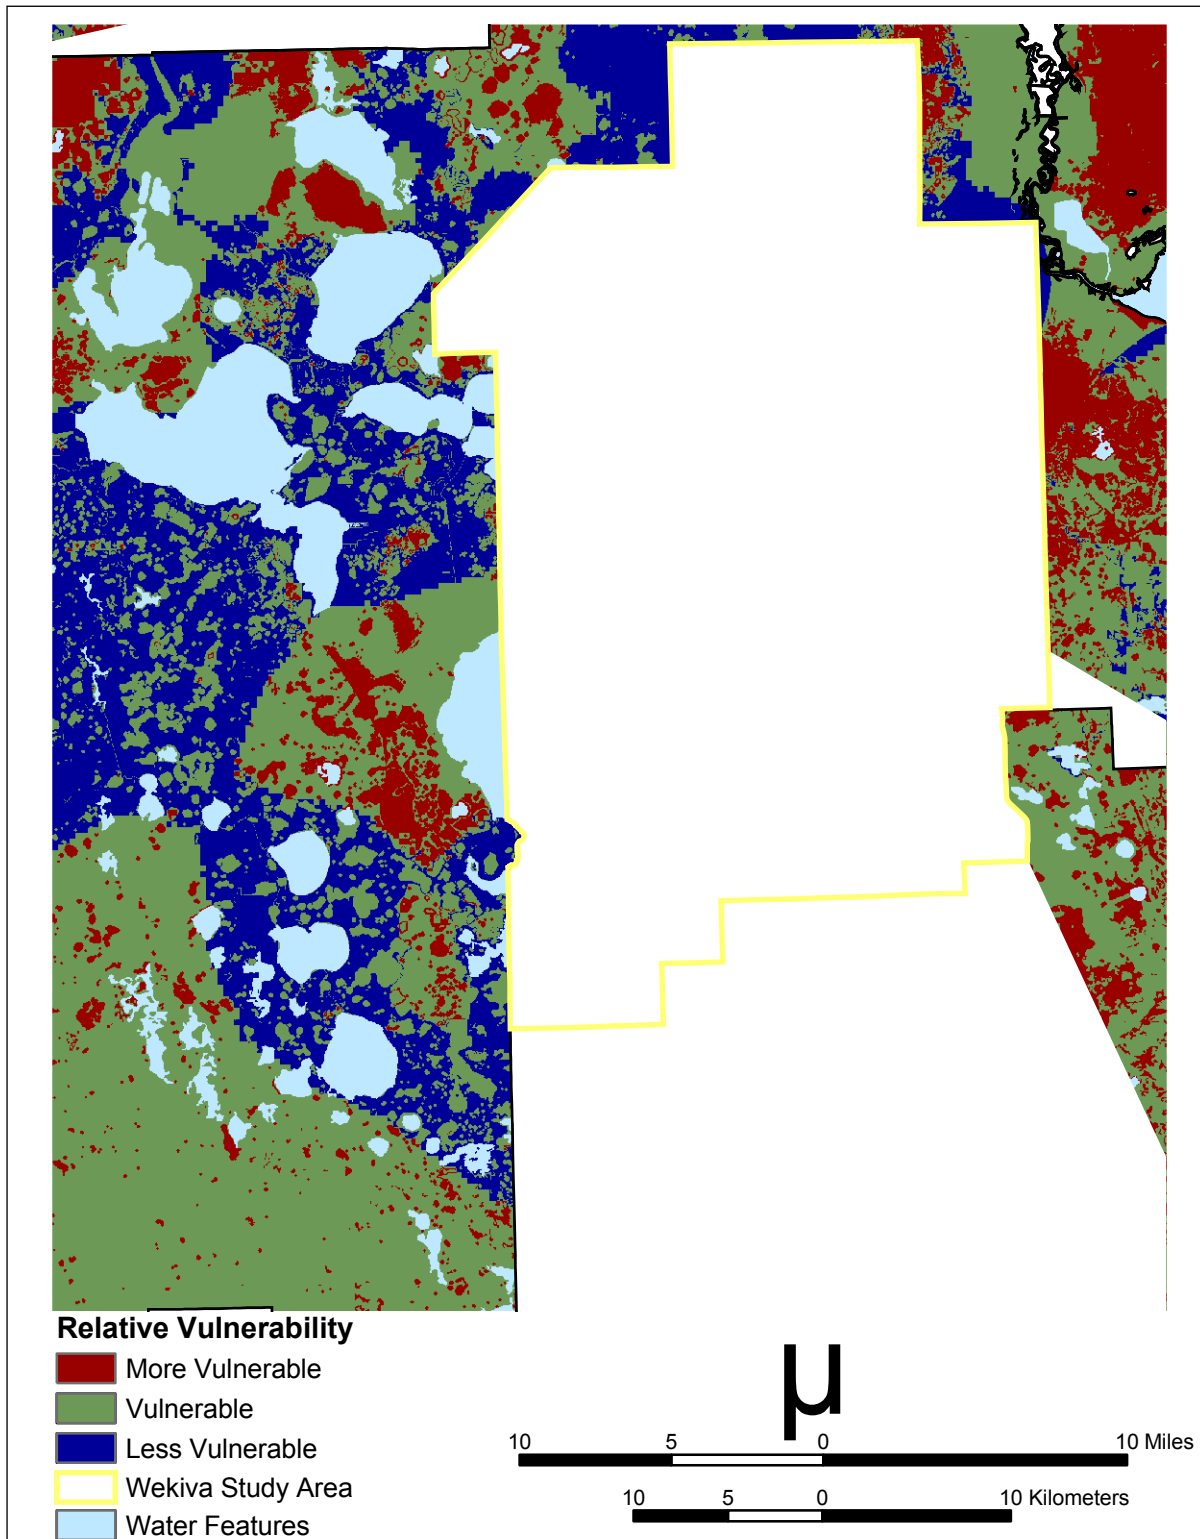 Relative Vulnerability
More Vulnerable
Vulnerable
Less Vulnerable
Wekiva Study Area
Water Features
µ
10 5 0 10 Miles
10 5 0 10 Kilometers